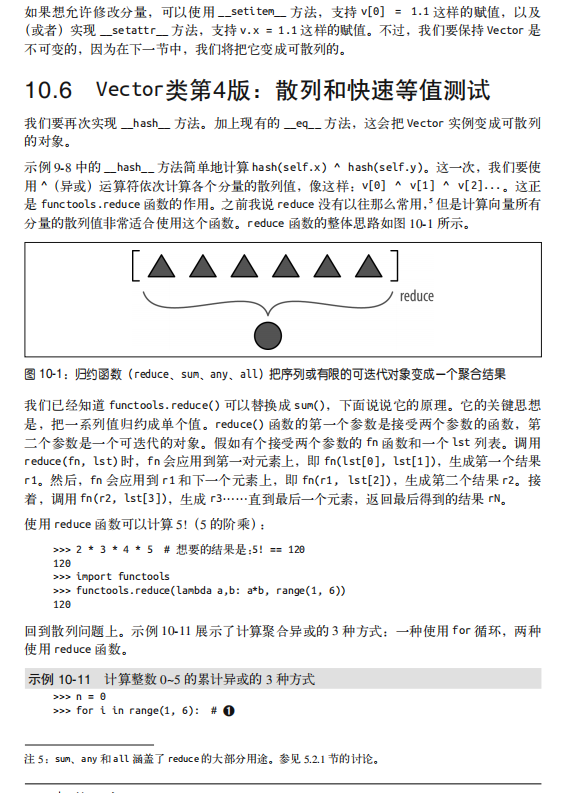 如果想允许修改分量，可以使用 __setitem__ 方法，支持 v[0] = 1.1 这样的赋值，以及
（或者）实现 __setattr__ 方法，支持 v.x = 1.1 这样的赋值。不过，我们要保持 Vector 是
不可变的，因为在下一节中，我们将把它变成可散列的。
10.6 Vector类第4版：散列和快速等值测试
我们要再次实现 __hash__ 方法。加上现有的 __eq__ 方法，这会把 Vector 实例变成可散列
的对象。
示例 9-8 中的 __hash__ 方法简单地计算 hash(self.x) ^ hash(self.y)。这一次，我们要使
用 ^（异或）运算符依次计算各个分量的散列值，像这样：v[0] ^ v[1] ^ v[2]...。这正
是 functools.reduce 函数的作用。之前我说 reduce 没有以往那么常用，5 但是计算向量所有
分量的散列值非常适合使用这个函数。reduce 函数的整体思路如图 10-1 所示。
reduce
图 10-1：归约函数（reduce、sum、any、all）把序列或有限的可迭代对象变成一个聚合结果
我们已经知道 functools.reduce() 可以替换成 sum()，下面说说它的原理。它的关键思想
是，把一系列值归约成单个值。reduce() 函数的第一个参数是接受两个参数的函数，第
二个参数是一个可迭代的对象。假如有个接受两个参数的 fn 函数和一个 lst 列表。调用
reduce(fn, lst) 时，fn 会应用到第一对元素上，即 fn(lst[0], lst[1])，生成第一个结果
r1。然后，fn 会应用到 r1 和下一个元素上，即 fn(r1, lst[2])，生成第二个结果 r2。接
着，调用 fn(r2, lst[3])，生成 r3……直到最后一个元素，返回最后得到的结果 rN。
使用 reduce 函数可以计算 5!（5 的阶乘）：
>>> 2 * 3 * 4 * 5 # 想要的结果是:5! == 120
120
>>> import functools
>>> functools.reduce(lambda a,b: a*b, range(1, 6))
120
回到散列问题上。示例 10-11 展示了计算聚合异或的 3 种方式：一种使用 for 循环，两种
使用 reduce 函数。
示例 10-11 计算整数 0~5 的累计异或的 3 种方式
>>> n = 0
>>> for i in range(1, 6): # ❶
注 5：sum、any 和 all 涵盖了 reduce 的大部分用途。参见 5.2.1 节的讨论。